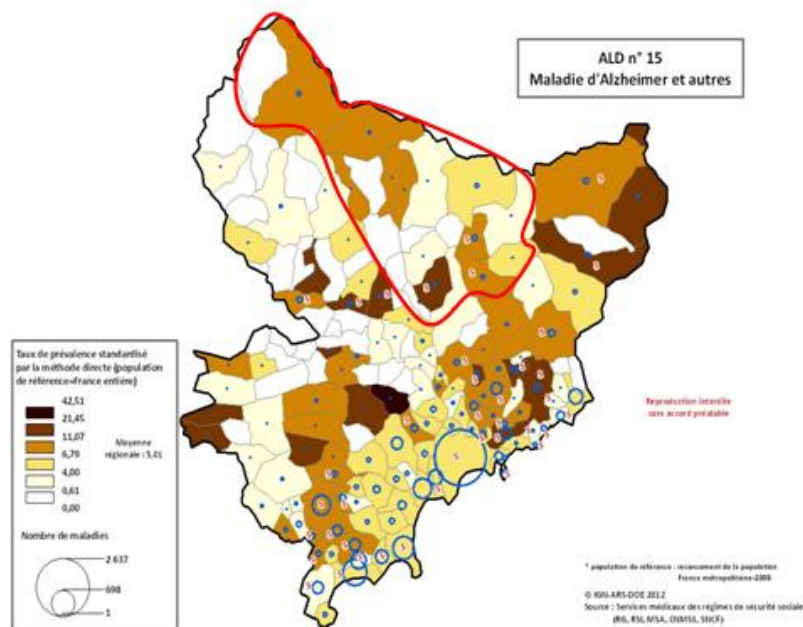 ALD n° 15
Maladie d'Alzheimer et autres
Taux de prévalence standardisé
par la méthode directe (population
de référence=France entière)
42,51
21,45
11,07
6,79
4,00
0,61
0,00
Moyenne
régionale : 5,01
Nombre de maladies
2 637
698
1
Reproduction interdite
sans accord préalable
* population de référence : recensement de la population
France métropolitaine-2006
© IGN-ARS-DOE 2012
Source : Services médicaux des régimes de sécurité sociale
(RG, RSI, MSA, CNMSS, SNCF)